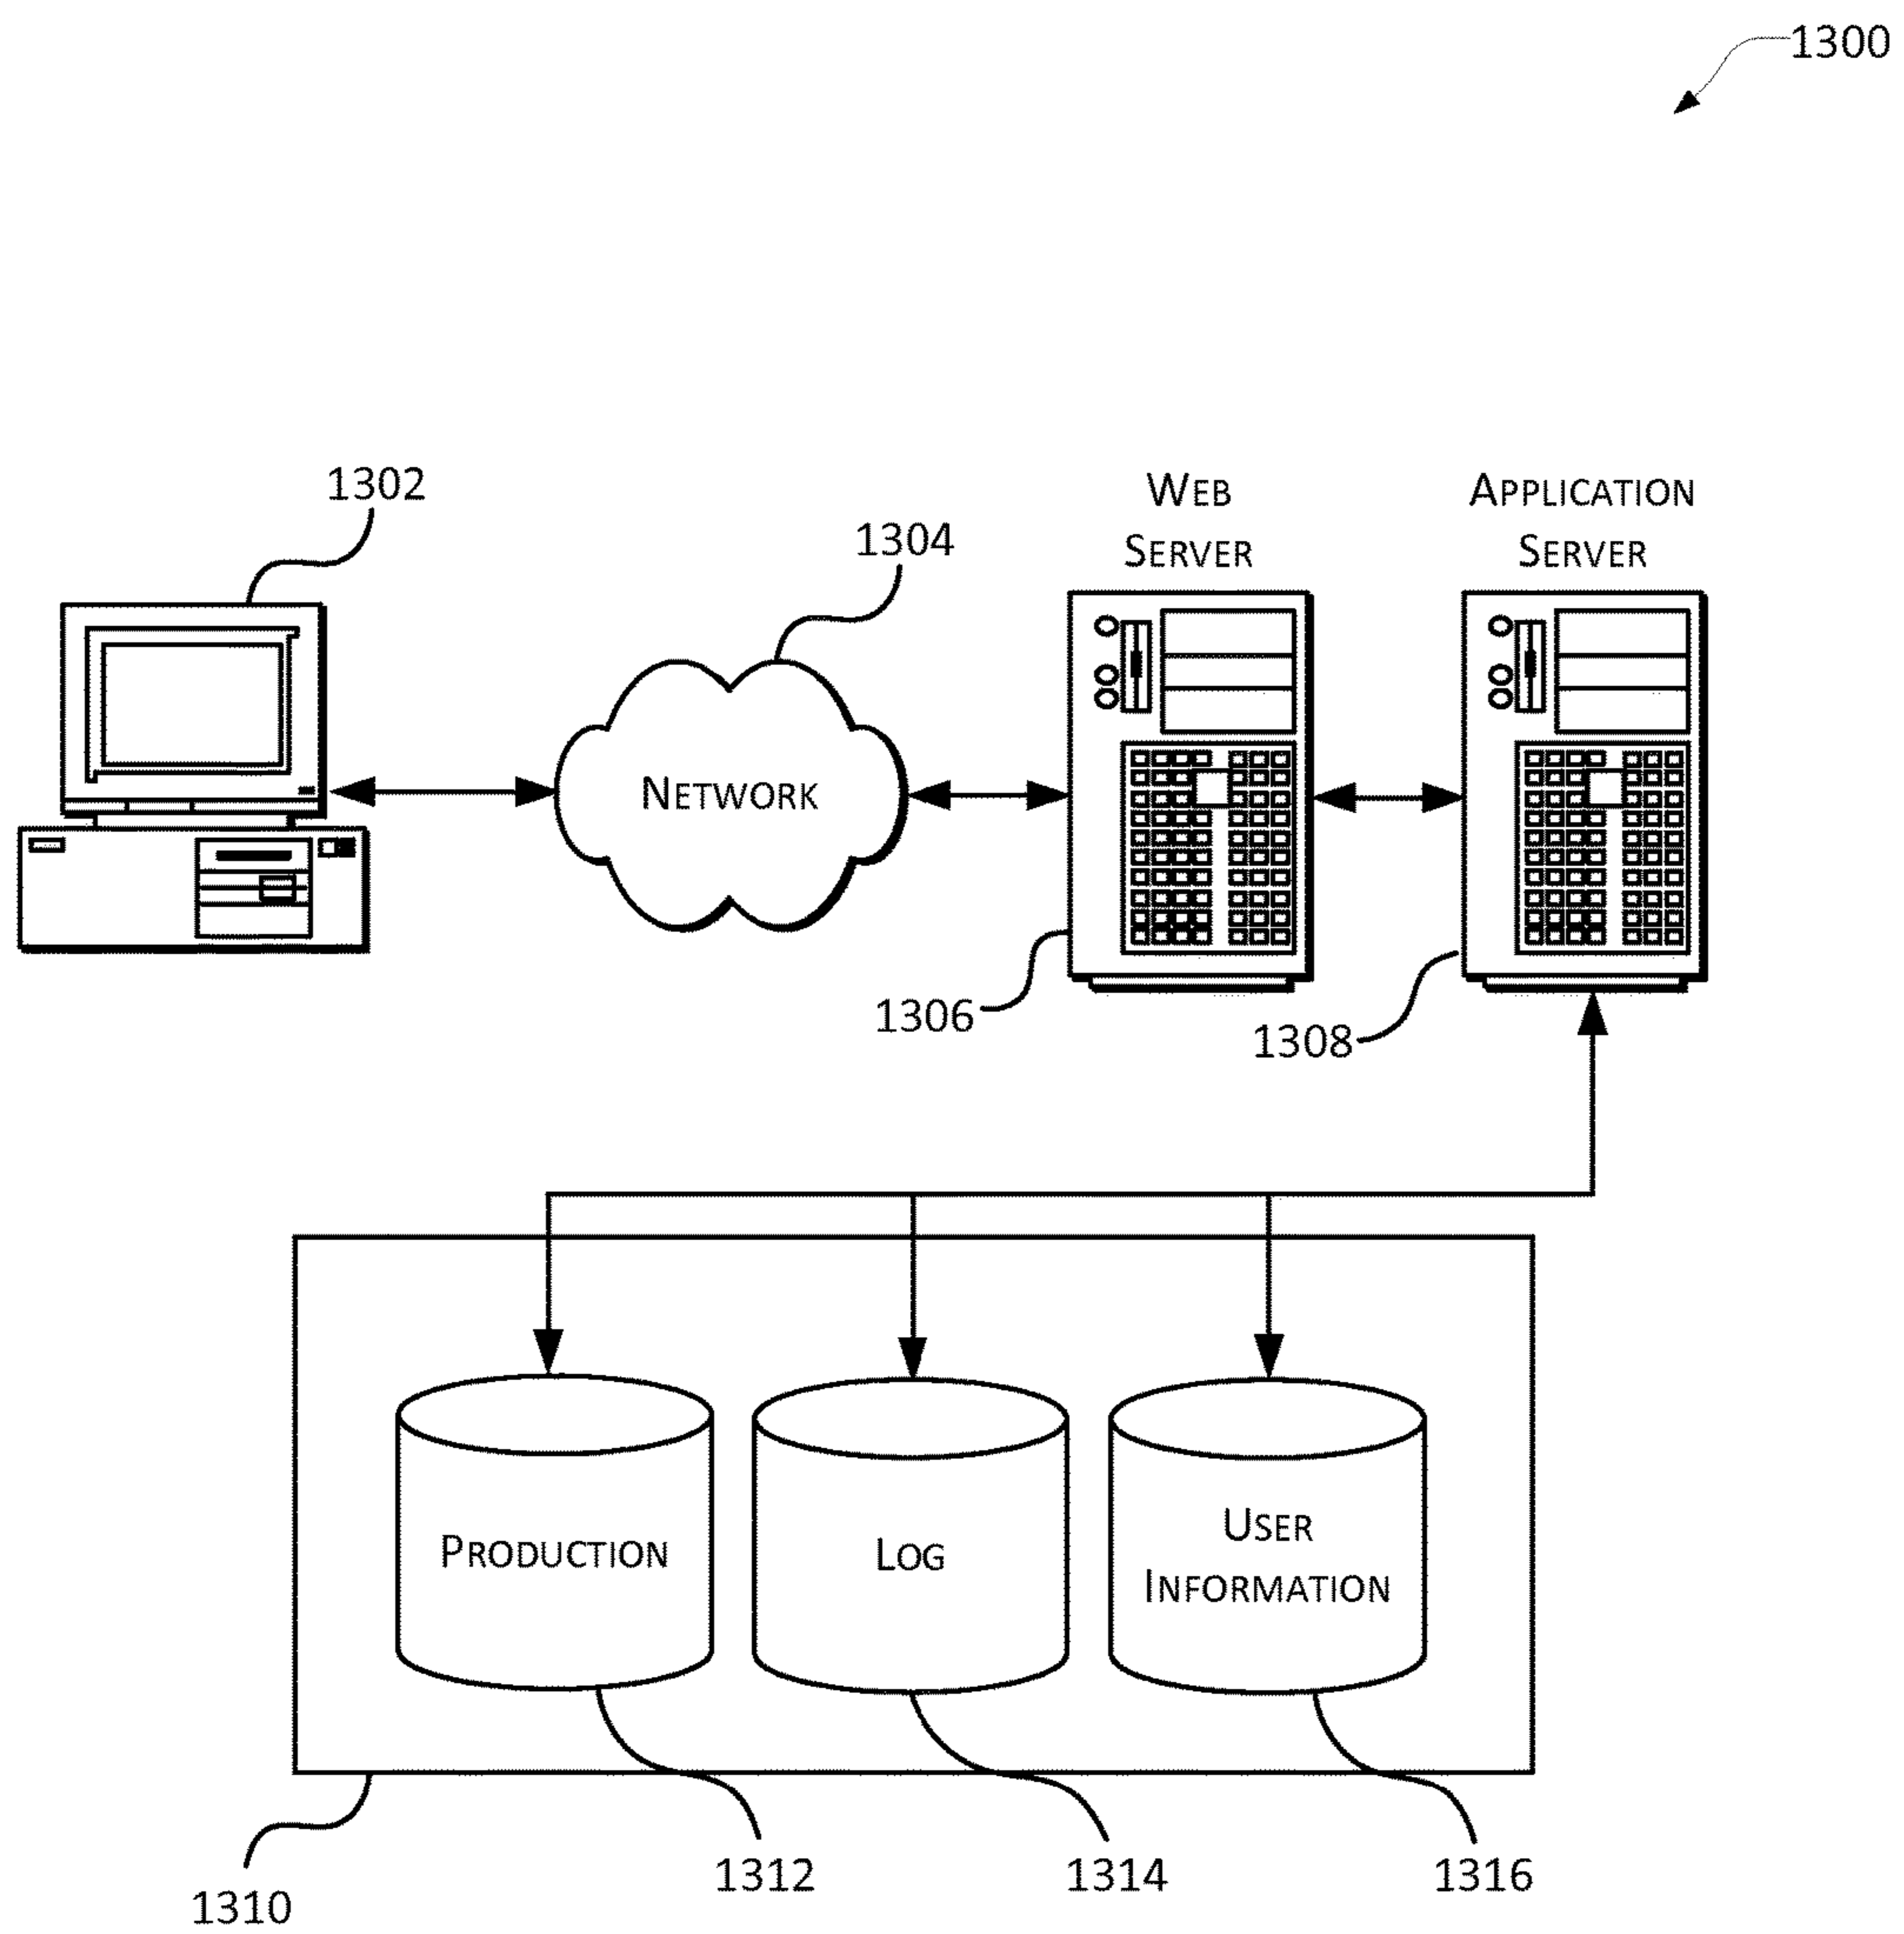 1300
1302
1304
WEB
SERVER
APPLICATION
SERVER
NETWORK
1306
1308
PRODUCTION
LOG
USER
INFORMATION
1312
1314
1316
1310